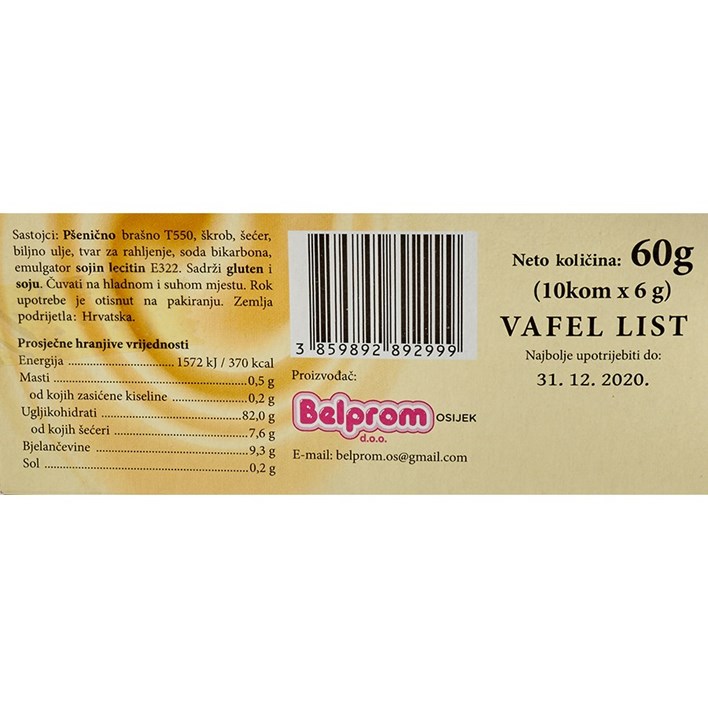 Sastojci: Pšenično brašno T550, škrob, šećer,
biljno ulje, tvar za rahljenje, soda bikarbona,
emulgator sojin lecitin E322. Sadrži gluten i
soju. Čuvati na hladnom i suhom mjestu. Rok
upotrebe je otisnut na pakiranju. Zemlja
podrijetla: Hrvatska.
Prosječne hranjive vrijednosti
Energija ........................ 1572 kJ / 370 kcal
Masti ........................................0,5 g
od kojih zasićene kiseline ................0,2 g
Ugljikohidrati ..............................82,0 g
od kojih šećeri ............................ 7,6 g
Bjelančevine ................................ 9,3 g
Sol ..........................................0,2 g
3 859892 892999
Proizvođač:
Belprom OSIJEK
d.o.o.
E-mail: belprom.os@gmail.com
Neto količina: 60g
(10kom x 6 g)
VAFEL LIST
Najbolje upotrijebiti do:
31. 12. 2020.